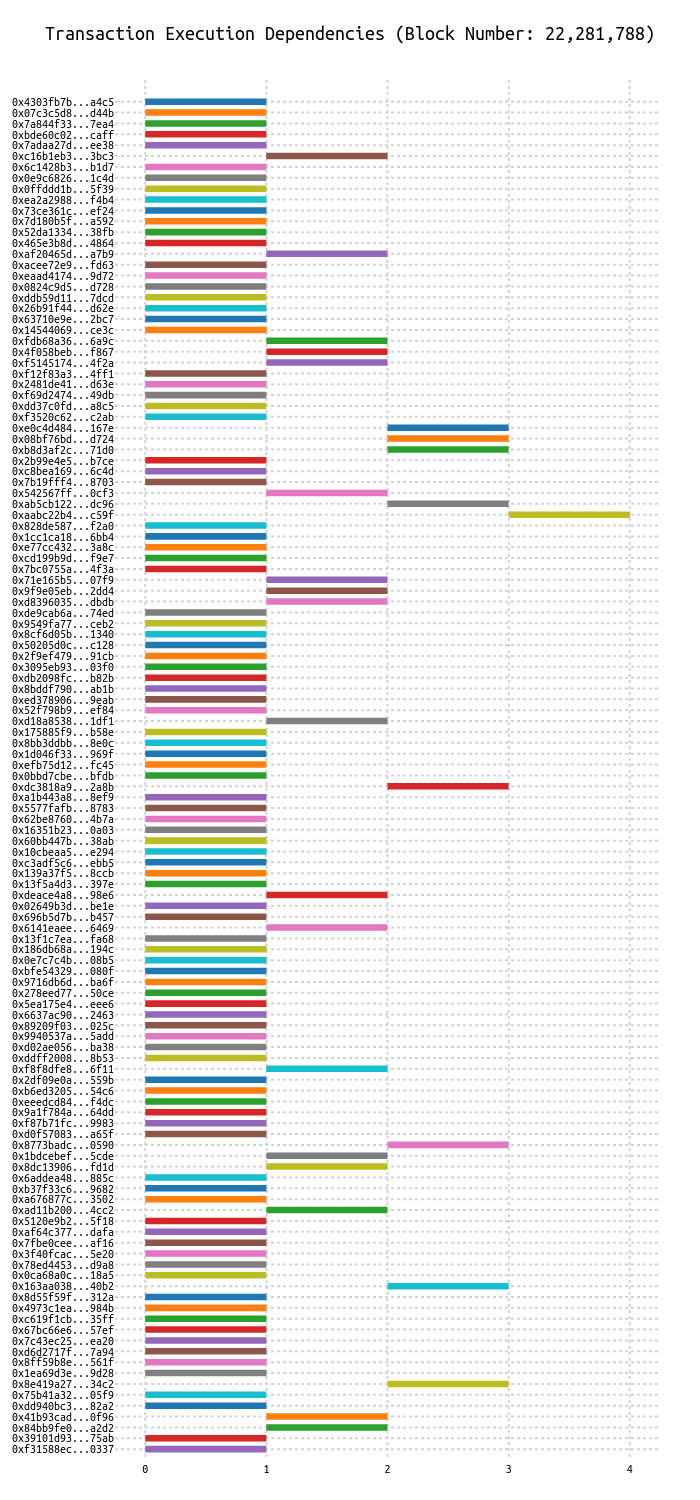 Transaction Execution Dependencies (Block Number: 22,281,788)
0x4303fb7b...a4c5
0x07c3c5d8...d44b
0x7a844f33...7ea4
0xbde60c02...caff
0x7adaa27d...ee38
0xc16b1eb3...3bc3
0x6c1428b3...b1d7
0x0e9c6826...1c4d
0x0ffddd1b...5f39
0xea2a2988...f4b4
0x73ce361c...ef24
0x7d180b5f...a592
0x52da1334...38fb
0x465e3b8d...4864
0xaf20465d...a7b9
0xacee72e9...fd63
0xeaad4174...9d72
0x0824c9d5...d728
0xddb59d11...7dcd
0x26b91f44...d62e
0x63710e9e...2bc7
0x14544069...ce3c
0xfdb68a36...6a9c
0x4f058beb...f867
0xf5145174...4f2a
0xf12f83a3...4ff1
0x2481de41...d63e
0xf69d2474...49db
0xdd37c0fd...a8c5
0xf3520c62...c2ab
0xe0c4d484...167e
0x08bf76bd...d724
0xb8d3af2c...71d0
0x2b99e4e5...b7ce
0xc8bea169...6c4d
0x7b19fff4...8703
0x542567ff...0cf3
0xab5cb122...dc96
0xaabc22b4...c59f
0x828de587...f2a0
0x1cc1ca18...6bb4
0xe77cc432...3a8c
0xcd199b9d...f9e7
0x7bc0755a...4f3a
0x71e165b5...07f9
0x9f9e05eb...2dd4
0xd8396035...dbdb
0xde9cab6a...74ed
0x9549fa77...ceb2
0x8cf6d05b...1340
0x50205d0c...c128
0x2f9ef479...91cb
0x3095eb93...03f0
0xdb2098fc...b82b
0x8bddf790...ab1b
0xed378906...9eab
0x52f798b9...ef84
0xd18a8538...1df1
0x175885f9...b58e
0x8bb3ddbb...8e0c
0x1d046f33...969f
0xefb75d12...fc45
0x0bbd7cbe...bfdb
0xdc3818a9...2a8b
0xa1b443a8...8ef9
0x5577fafb...8783
0x62be8760...4b7a
0x16351b23...0a03
0x60bb447b...38ab
0x10cbeaa5...e294
0xc3adf5c6...ebb5
0x139a37f5...8ccb
0x13f5a4d3...397e
0xdeace4a8...98e6
0x02649b3d...be1e
0x696b5d7b...b457
0x6141eaee...6469
0x13f1c7ea...fa68
0x186db68a...194c
0x0e7c7c4b...08b5
0xbfe54329...080f
0x9716db6d...ba6f
0x278eed77...50ce
0x5ea175e4...eee6
0x6637ac90...2463
0x89209f03...025c
0x9940537a...5add
0xd02ae056...ba38
0xddff2008...8b53
0xf8f8dfe8...6f11
0x2df09e0a...559b
0xb6ed3205...54c6
0xeeedcd84...f4dc
0x9a1f784a...64dd
0xf87b71fc...9983
0xd0f57083...a65f
0x8773badc...0590
0x1bdcebef...5cde
0x8dc13906...fd1d
0x6addea48...885c
0xb37f33c6...9682
0xa676877c...3502
0xad11b200...4cc2
0x5120e9b2...5f18
0xaf64c377...dafa
0x7fbe0cee...af16
0x3f40fcac...5e20
0x78ed4453...d9a8
0x0ca68a0c...18a5
0x163aa038...40b2
0x8d55f59f...312a
0x4973c1ea...984b
0xc619f1cb...35ff
0x67bc66e6...57ef
0x7c43ec25...ea20
0xd6d2717f...7a94
0x8ff59b8e...561f
0x1ea69d3e...9d28
0x8e419a27...34c2
0x75b41a32...05f9
0xdd940bc3...82a2
0x41b93cad...0f96
0x84bb9fe0...a2d2
0x39101d93...75ab
0xf31588ec...0337
0 1 2 3 4